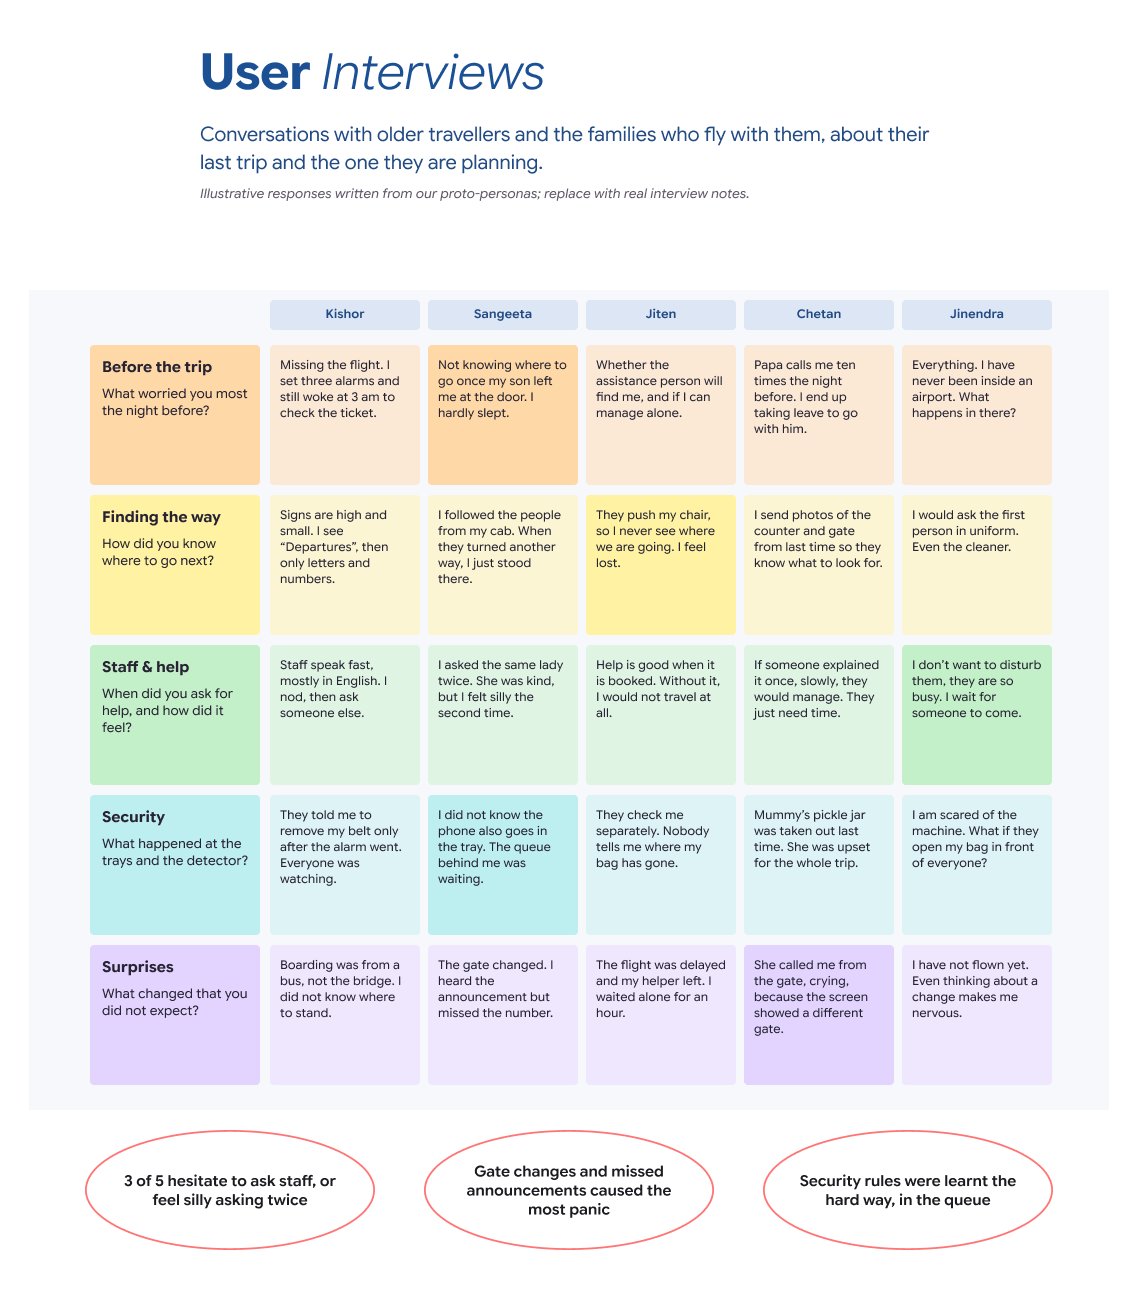 User Interviews
Conversations with older travellers and the families who fly with them, about their
last trip and the one they are planning.
Illustrative responses written from our proto-personas; replace with real interview notes.
Kishor
Sangeeta
Jiten
Chetan
Jinendra
Before the trip
What worried you most
the night before?
Missing the flight. I
set three alarms and
still woke at 3 am to
check the ticket.
Not knowing where to
go once my son left
me at the door. I
hardly slept.
Whether the
assistance person will
find me, and if I can
manage alone.
Papa calls me ten
times the night
before. I end up
taking leave to go
with him.
Everything. I have
never been inside an
airport. What
happens in there?
Finding the way
How did you know
where to go next?
Signs are high and
small. I see
“Departures”, then
only letters and
numbers.
I followed the people
from my cab. When
they turned another
way, I just stood
there.
They push my chair,
so I never see where
we are going. I feel
lost.
I send photos of the
counter and gate
from last time so they
know what to look for.
I would ask the first
person in uniform.
Even the cleaner.
Staff & help
When did you ask for
help, and how did it
feel?
Staff speak fast,
mostly in English. I
nod, then ask
someone else.
I asked the same lady
twice. She was kind,
but I felt silly the
second time.
Help is good when it
is booked. Without it,
I would not travel at
all.
If someone explained
it once, slowly, they
would manage. They
just need time.
I don’t want to disturb
them, they are so
busy. I wait for
someone to come.
Security
What happened at the
trays and the detector?
They told me to
remove my belt only
after the alarm went.
Everyone was
watching.
I did not know the
phone also goes in
the tray. The queue
behind me was
waiting.
They check me
separately. Nobody
tells me where my
bag has gone.
Mummy’s pickle jar
was taken out last
time. She was upset
for the whole trip.
I am scared of the
machine. What if they
open my bag in front
of everyone?
Surprises
What changed that you
did not expect?
Boarding was from a
bus, not the bridge. I
did not know where
to stand.
The gate changed. I
heard the
announcement but
missed the number.
The flight was delayed
and my helper left. I
waited alone for an
hour.
She called me from
the gate, crying,
because the screen
showed a different
gate.
I have not flown yet.
Even thinking about a
change makes me
nervous.
3 of 5 hesitate to ask staff, or
feel silly asking twice
Gate changes and missed
announcements caused the
most panic
Security rules were learnt the
hard way, in the queue